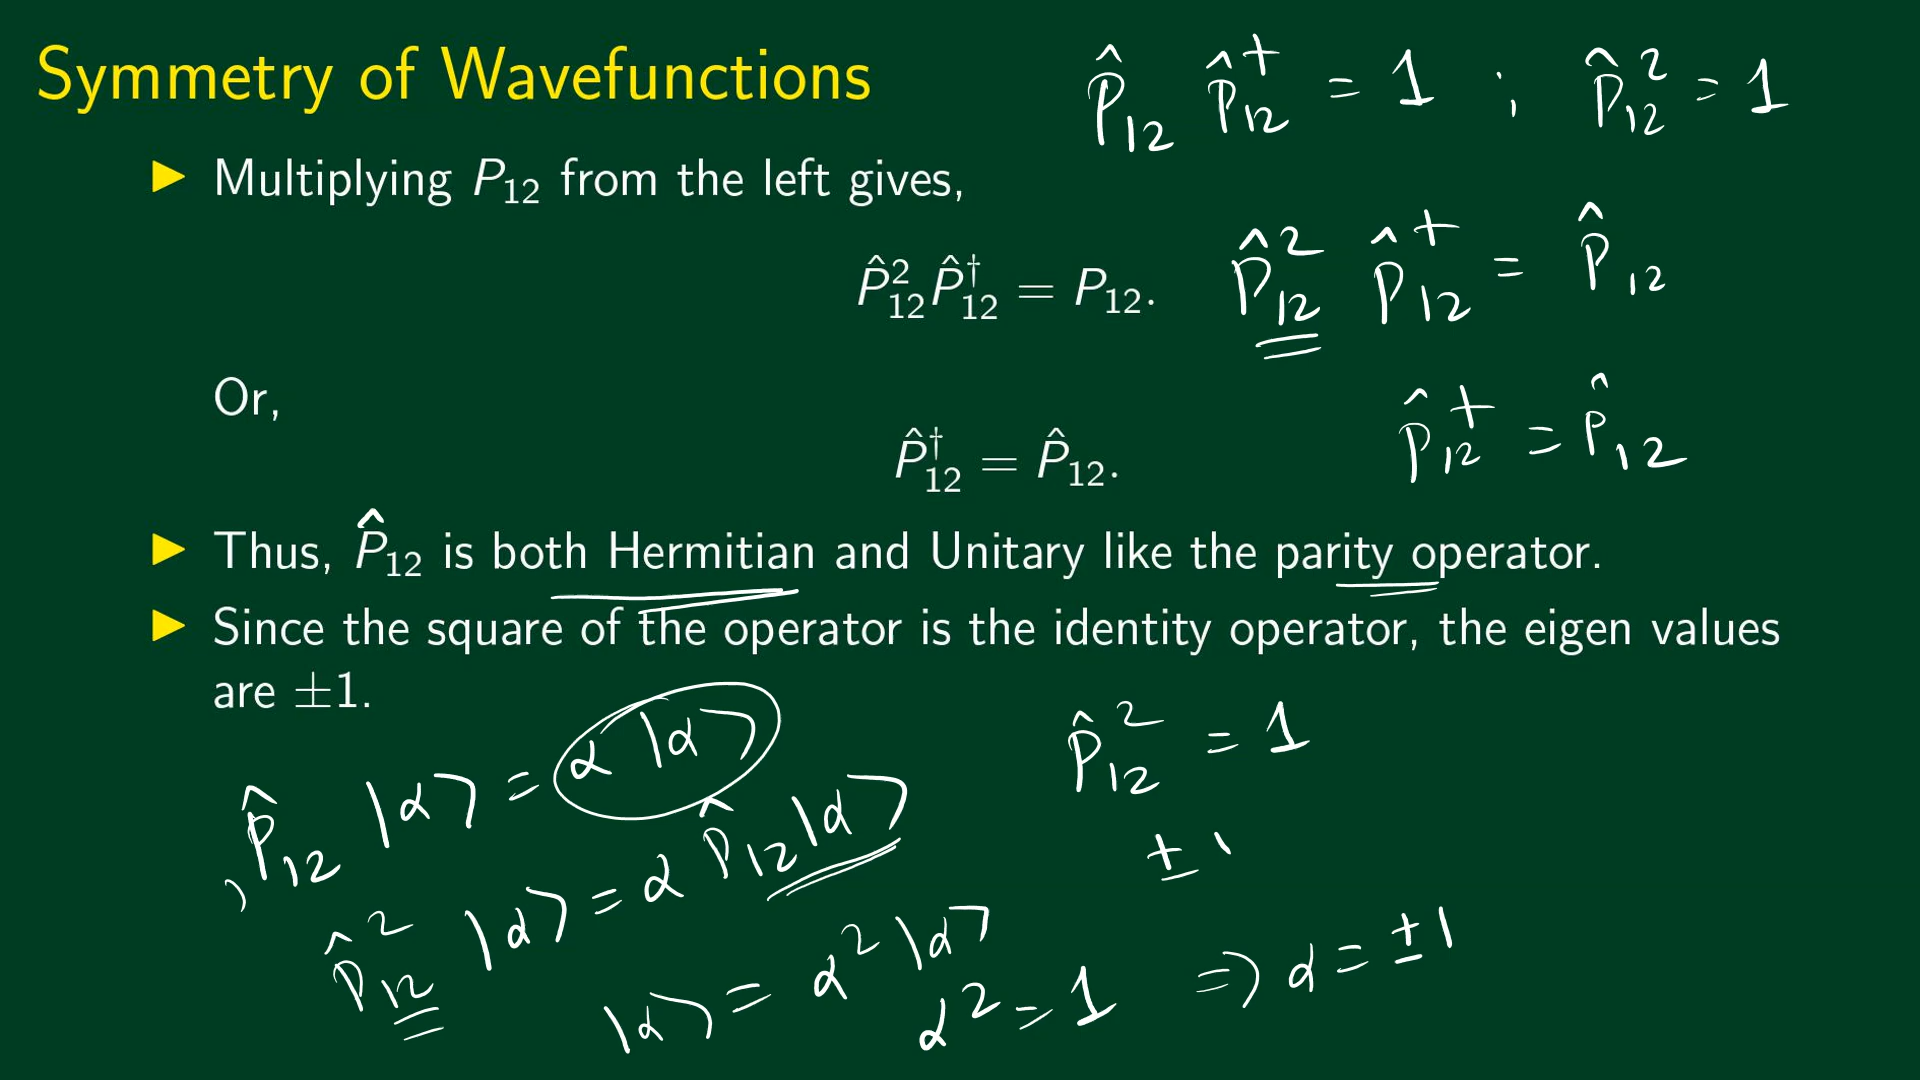 Symmetry of Wavefunctions
P̂₁₂ P̂₁₂⁺ = 1 ; P̂₁₂² = 1
▶ Multiplying P₁₂ from the left gives,
P̂₁₂²P̂₁₂† = P₁₂.
P̂₁₂² P̂₁₂⁺ = P̂₁₂
Or,
P̂₁₂† = P̂₁₂.
P̂₁₂⁺ = P̂₁₂
▶ Thus, P̂₁₂ is both Hermitian and Unitary like the parity operator.
▶ Since the square of the operator is the identity operator, the eigen values
are ±1.
P̂₁₂ |α⟩ = α |α⟩
P̂₁₂² |α⟩ = α P̂₁₂|α⟩
|α⟩ = α² |α⟩
P̂₁₂² = 1
± 1
α² = 1 ⇒ α = ±1